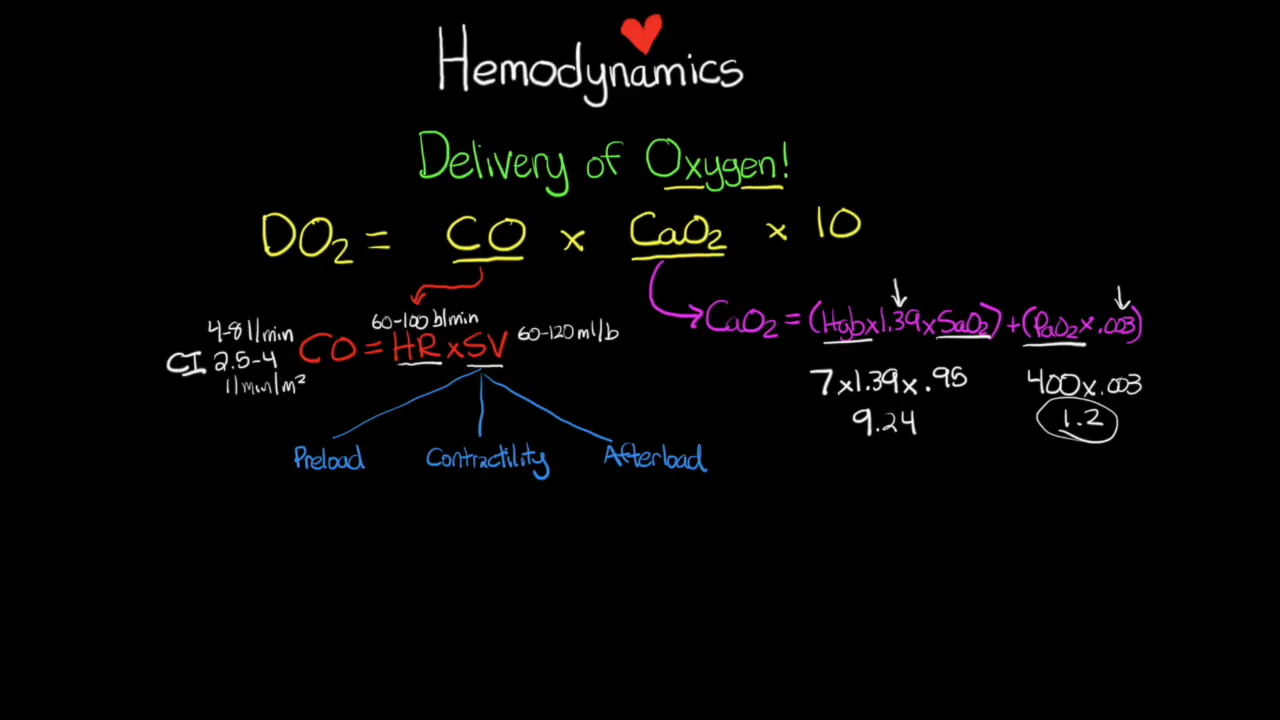 Hemodynamics
Delivery of Oxygen!
DO₂ = CO x CaO₂ x 10
60-100 b/min
4-8 l/min
CO = HR x SV
60-120 ml/b
CI 2.5-4
l/min/m²
CaO₂ = (Hgb x 1.39 x SaO₂) + (PaO₂ x .003)
7 x 1.39 x .95
400 x .003
9.24
1.2
Preload
Contractility
Afterload